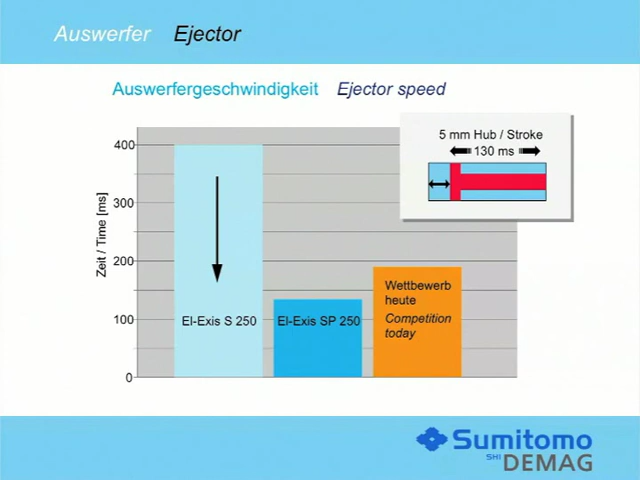 Auswerfer Ejector
Auswerfergeschwindigkeit Ejector speed
5 mm Hub / Stroke
130 ms
Zeit / Time [ms]
400
300
200
100
0
El-Exis S 250
El-Exis SP 250
Wettbewerb
heute
Competition
today
Sumitomo
SHI DEMAG